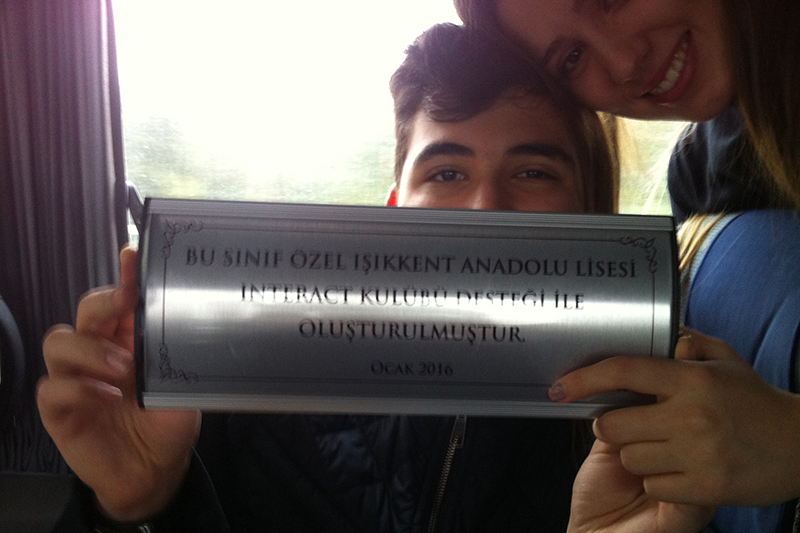 BU SINIF ÖZEL IŞIKKENT ANADOLU LİSESİ
INTERACT KULÜBÜ DESTEĞİ İLE
OLUŞTURULMUŞTUR.
OCAK 2016